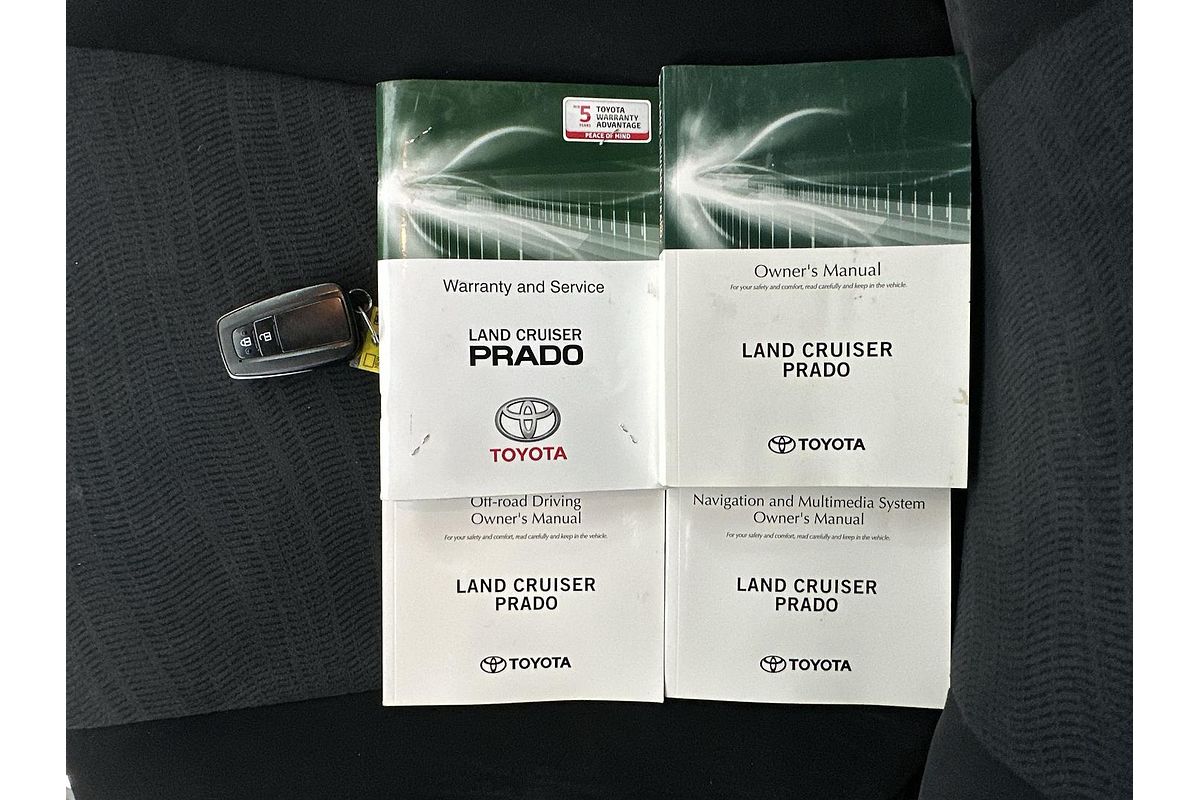 5
YEARS
TOYOTA
WARRANTY
ADVANTAGE
PEACE OF MIND
Warranty and Service
LAND CRUISER
PRADO
TOYOTA
Owner's Manual
For your safety and comfort, read carefully and keep in the vehicle.
LAND CRUISER
PRADO
TOYOTA
Off-road Driving
Owner's Manual
For your safety and comfort, read carefully and keep in the vehicle.
LAND CRUISER
PRADO
TOYOTA
Navigation and Multimedia System
Owner's Manual
For your safety and comfort, read carefully and keep in the vehicle.
LAND CRUISER
PRADO
TOYOTA